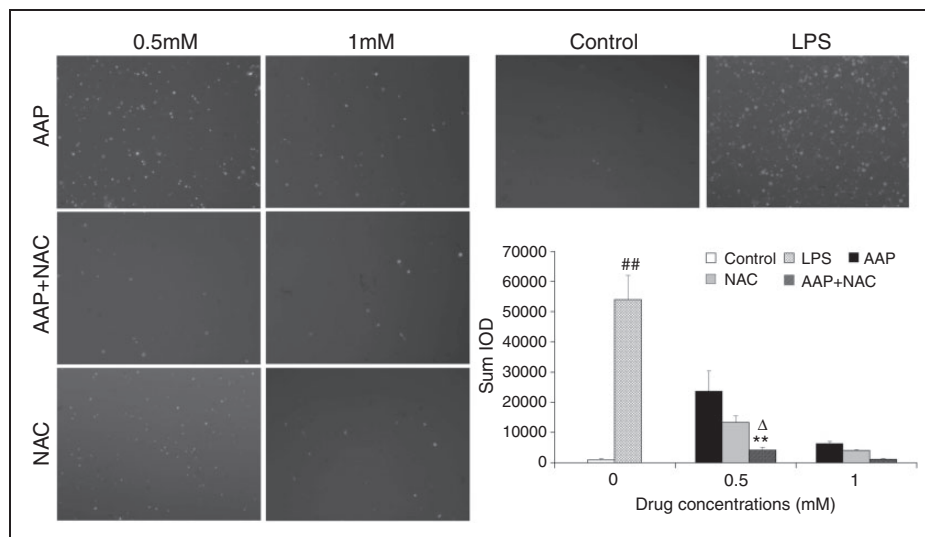 0.5mM 1mM Control LPS
AAP
AAP+NAC
NAC
70000
60000
50000
40000
30000
20000
10000
0
Sum IOD
Control LPS AAP
NAC AAP+NAC
##
Δ
**
0 0.5 1
Drug concentrations (mM)